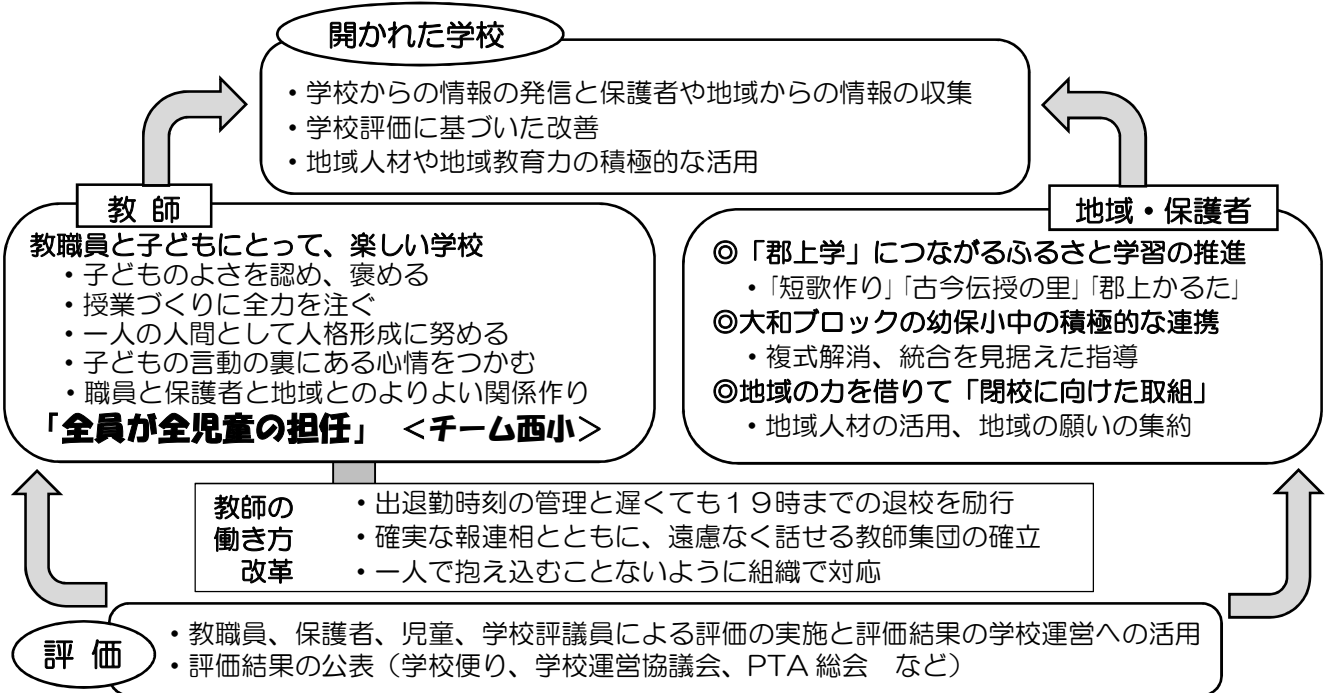 開かれた学校
・学校からの情報の発信と保護者や地域からの情報の収集
・学校評価に基づいた改善
・地域人材や地域教育力の積極的な活用
教 師
教職員と子どもにとって、楽しい学校
・子どものよさを認め、褒める
・授業づくりに全力を注ぐ
・一人の人間として人格形成に努める
・子どもの言動の裏にある心情をつかむ
・職員と保護者と地域とのよりよい関係作り
「全員が全児童の担任」 <チーム西小>
地域・保護者
◎「郡上学」につながるふるさと学習の推進
・「短歌作り」「古今伝授の里」「郡上かるた」
◎大和ブロックの幼保小中の積極的な連携
・複式解消、統合を見据えた指導
◎地域の力を借りて「閉校に向けた取組」
・地域人材の活用、地域の願いの集約
教師の
働き方
改革
・出退勤時刻の管理と遅くても19時までの退校を励行
・確実な報連相とともに、遠慮なく話せる教師集団の確立
・一人で抱え込むことないように組織で対応
評 価
・教職員、保護者、児童、学校評議員による評価の実施と評価結果の学校運営への活用
・評価結果の公表(学校便り、学校運営協議会、PTA 総会 など)